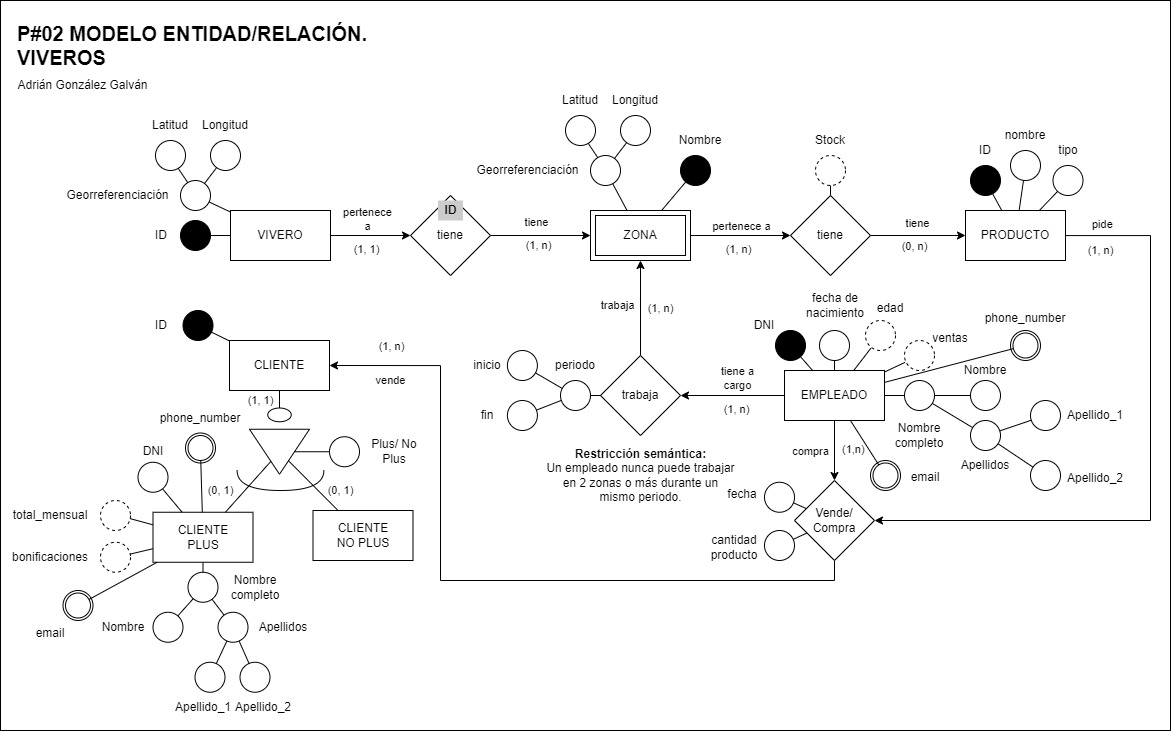 P#02 MODELO ENTIDAD/RELACIÓN.
VIVEROS
Adrián González Galván
Latitud
Longitud
Georreferenciación
ID
VIVERO
pertenece
a
(1, 1)
ID
tiene
tiene
(1, n)
Latitud
Longitud
Georreferenciación
Nombre
ZONA
pertenece a
(1, n)
Stock
tiene
tiene
(0, n)
ID
nombre
tipo
PRODUCTO
pide
(1, n)
trabaja
(1, n)
inicio
periodo
fin
trabaja
tiene a
cargo
(1, n)
DNI
fecha de
nacimiento
edad
ventas
phone_number
EMPLEADO
Nombre
Nombre
completo
Apellidos
Apellido_1
Apellido_2
email
compra
(1,n)
Restricción semántica:
Un empleado nunca puede trabajar
en 2 zonas o más durante un
mismo periodo.
fecha
cantidad
producto
Vende/
Compra
ID
CLIENTE
(1, n)
vende
(1, 1)
Plus/ No
Plus
(0, 1)
(0, 1)
phone_number
DNI
total_mensual
bonificaciones
email
CLIENTE
PLUS
CLIENTE
NO PLUS
Nombre
completo
Nombre
Apellidos
Apellido_1
Apellido_2